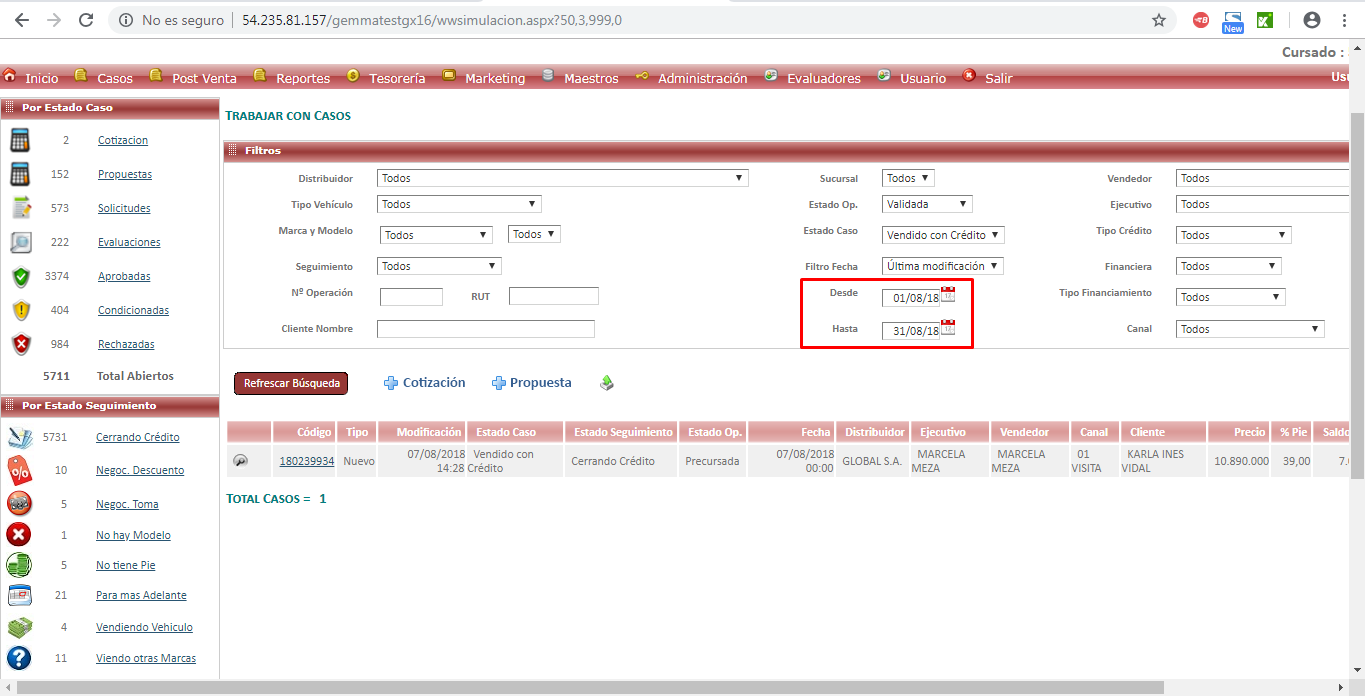 No es seguro | 54.235.81.157/gemmatestgx16/wwsimulacion.aspx?50,3,999,0
New
Cursado :
Inicio Casos Post Venta Reportes Tesorería Marketing Maestros Administración Evaluadores Usuario Salir
Por Estado Caso
2 Cotizacion
152 Propuestas
573 Solicitudes
222 Evaluaciones
3374 Aprobadas
404 Condicionadas
984 Rechazadas
5711 Total Abiertos
Por Estado Seguimiento
5731 Cerrando Crédito
10 Negoc. Descuento
5 Negoc. Toma
1 No hay Modelo
5 No tiene Pie
21 Para mas Adelante
4 Vendiendo Vehiculo
11 Viendo otras Marcas
TRABAJAR CON CASOS
Filtros
Distribuidor Todos Sucursal Todos Vendedor Todos
Tipo Vehículo Todos Estado Op. Validada Ejecutivo Todos
Marca y Modelo Todos Todos Estado Caso Vendido con Crédito Tipo Crédito Todos
Seguimiento Todos Filtro Fecha Última modificación Financiera Todos
Nº Operación RUT Desde 01/08/18 Tipo Financiamiento Todos
Cliente Nombre Hasta 31/08/18 Canal Todos
Refrescar Búsqueda Cotización Propuesta
Código Tipo Modificación Estado Caso Estado Seguimiento Estado Op. Fecha Distribuidor Ejecutivo Vendedor Canal Cliente Precio % Pie Saldo
180239934 Nuevo 07/08/2018 14:28 Vendido con Crédito Cerrando Crédito Precursada 07/08/2018 00:00 GLOBAL S.A. MARCELA MEZA MARCELA MEZA 01 VISITA KARLA INES VIDAL 10.890.000 39,00
TOTAL CASOS = 1